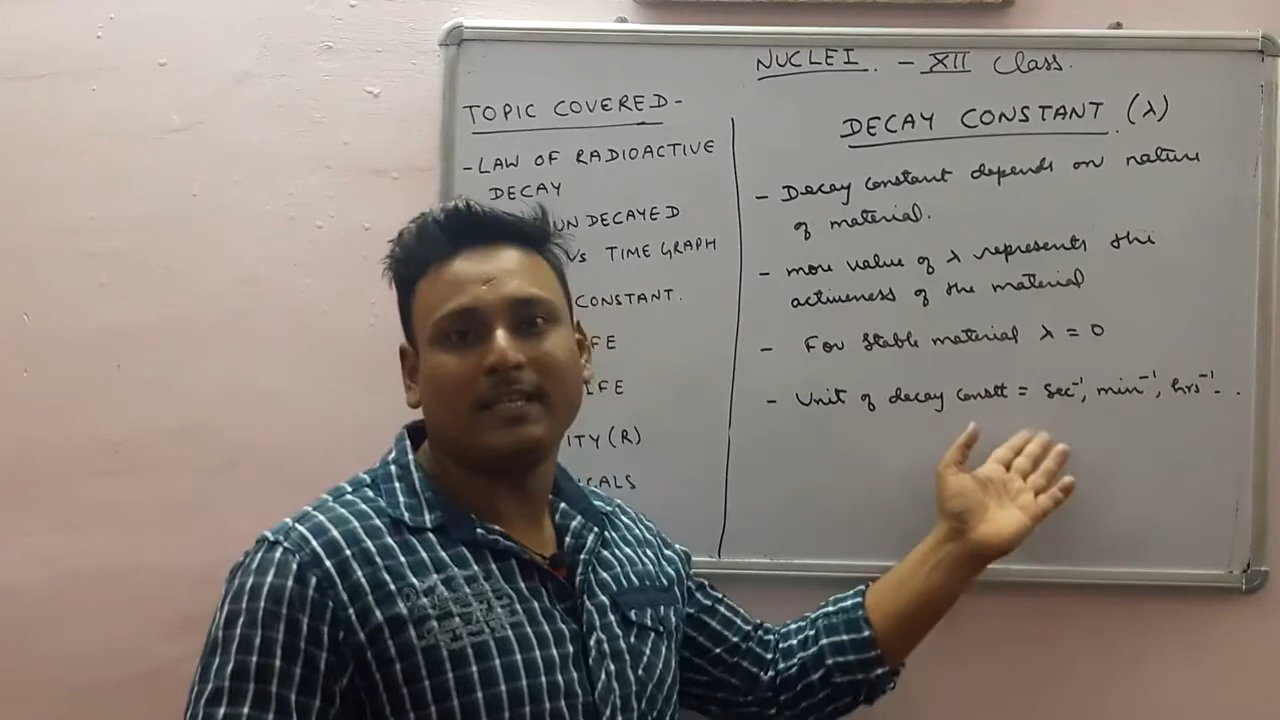 NUCLEI. - XII Class.
TOPIC COVERED -
- LAW OF RADIOACTIVE
DECAY
UNDECAYED
Vs TIME GRAPH
CONSTANT.
FE
IFE
ITY (R)
ICALS
DECAY CONSTANT. (λ)
- Decay constant depends on nature
of material.
- more value of λ represents the
activeness of the material
- For stable material λ = 0
- Unit of decay constt = sec⁻¹, min⁻¹, hrs⁻¹ - .